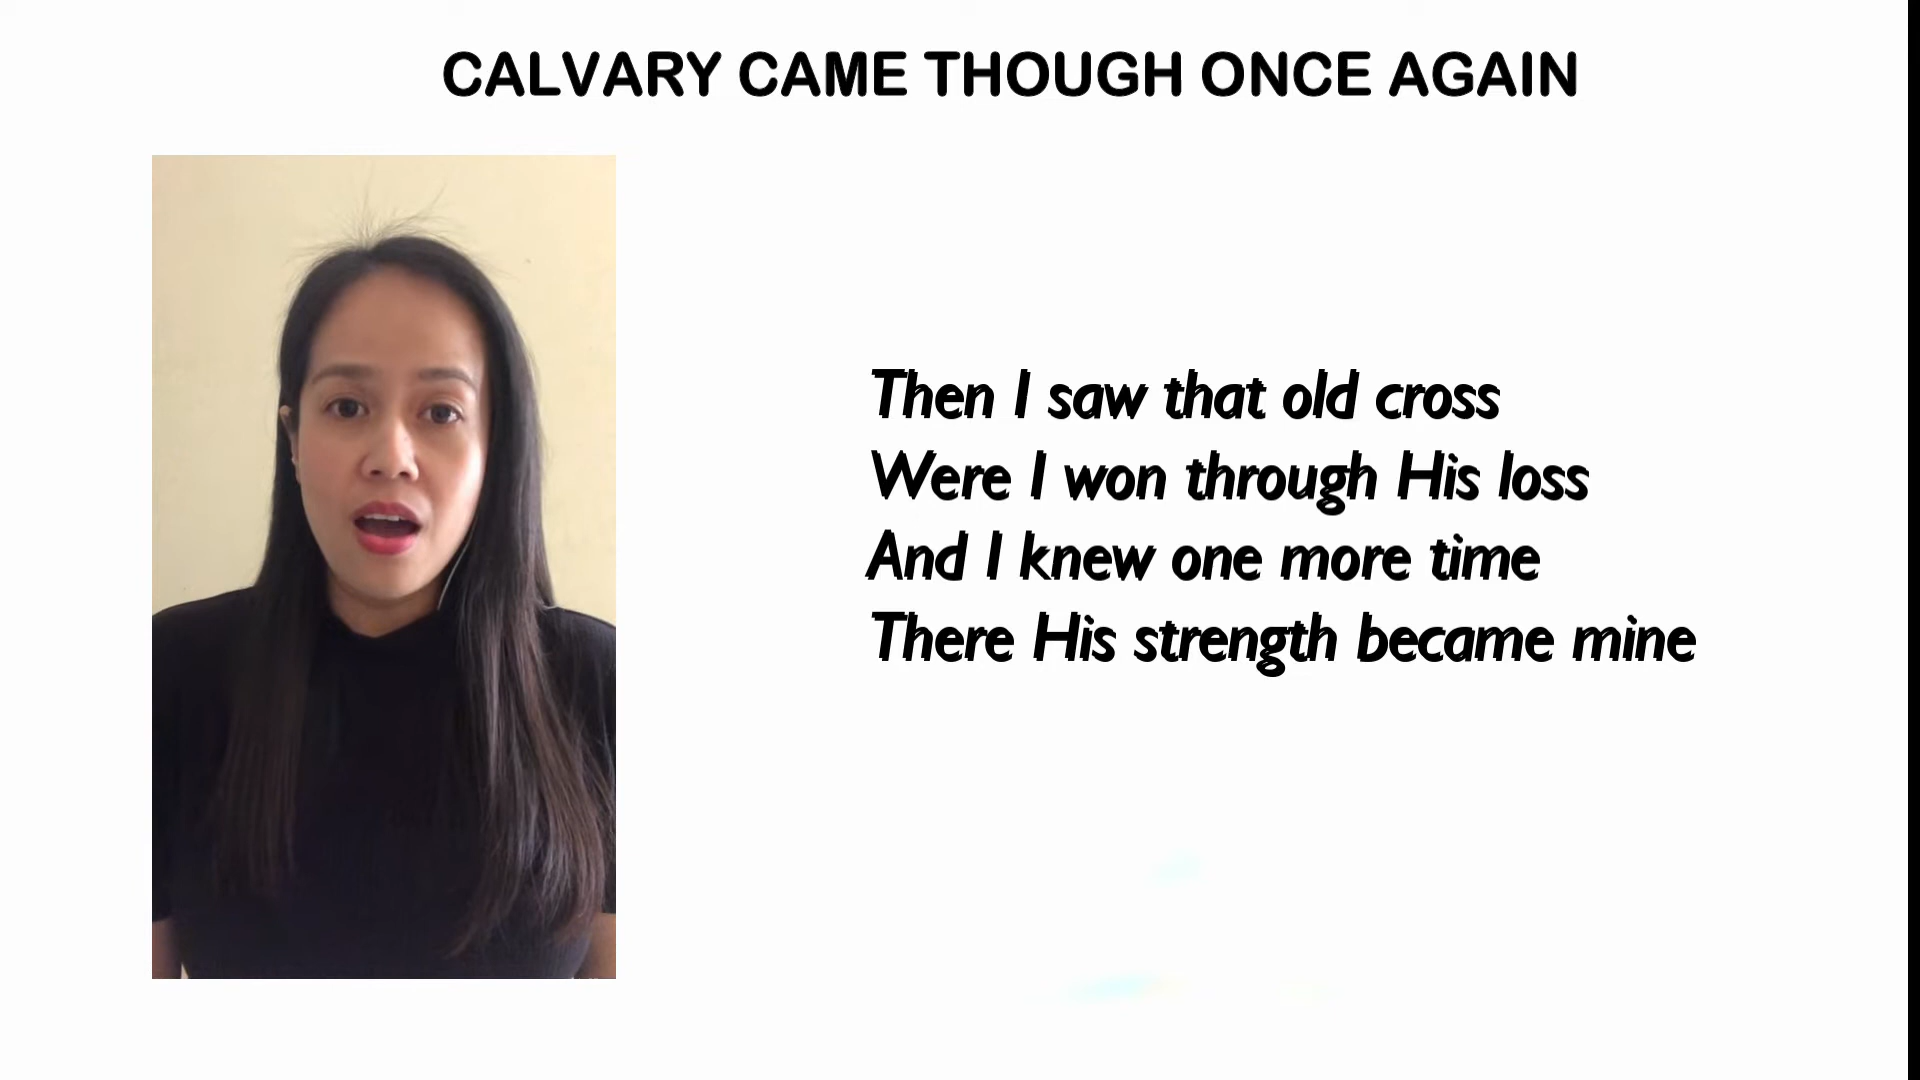 CALVARY CAME THOUGH ONCE AGAIN
Then I saw that old cross
Were I won through His loss
And I knew one more time
There His strength became mine